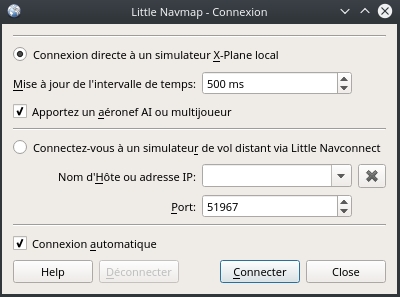 Little Navmap - Connexion
Connexion directe à un simulateur X-Plane local
Mise à jour de l'intervalle de temps: 500 ms
Apportez un aéronef AI ou multijoueur
Connectez-vous à un simulateur de vol distant via Little Navconnect
Nom d'Hôte ou adresse IP:
Port: 51967
Connexion automatique
Help Déconnecter Connecter Close